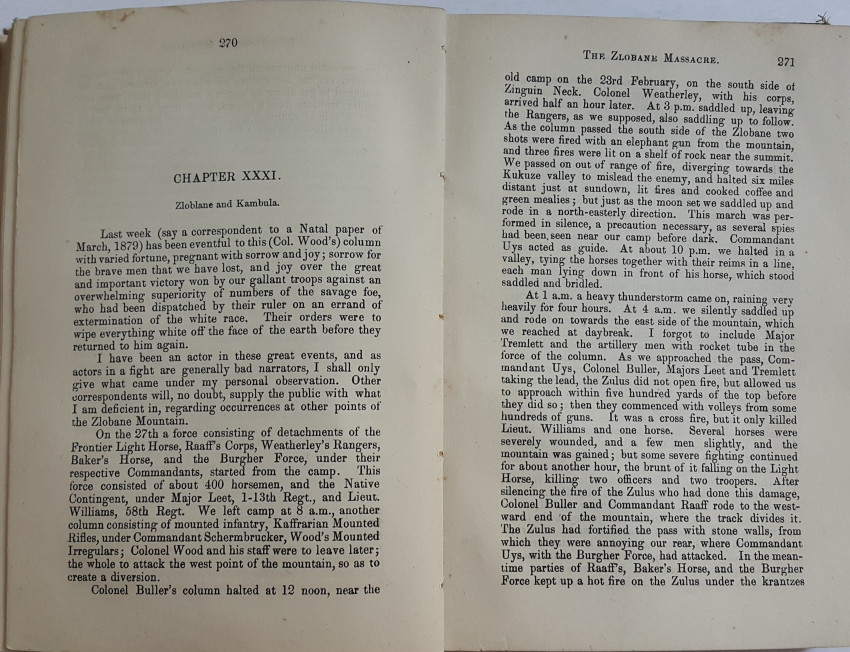 270
CHAPTER XXXI.
Zloblane and Kambula.
Last week (say a correspondent to a Natal paper of
March, 1879) has been eventful to this (Col. Wood's) column
with varied fortune, pregnant with sorrow and joy; sorrow for
the brave men that we have lost, and joy over the great
and important victory won by our gallant troops against an
overwhelming superiority of numbers of the savage foe,
who had been dispatched by their ruler on an errand of
extermination of the white race. Their orders were to
wipe everything white off the face of the earth before they
returned to him again.
I have been an actor in these great events, and as
actors in a fight are generally bad narrators, I shall only
give what came under my personal observation. Other
correspondents will, no doubt, supply the public with what
I am deficient in, regarding occurrences at other points of
the Zlobane Mountain.
On the 27th a force consisting of detachments of the
Frontier Light Horse, Raaff's Corps, Weatherley's Rangers,
Baker's Horse, and the Burgher Force, under their
respective Commandants, started from the camp. This
force consisted of about 400 horsemen, and the Native
Contingent, under Major Leet, 1-13th Regt., and Lieut.
Williams, 58th Regt. We left camp at 8 a.m., another
column consisting of mounted infantry, Kaffrarian Mounted
Rifles, under Commandant Schermbrucker, Wood's Mounted
Irregulars; Colonel Wood and his staff were to leave later;
the whole to attack the west point of the mountain, so as to
create a diversion.
Colonel Buller's column halted at 12 noon, near the
THE ZLOBANE MASSACRE. 271
old camp on the 23rd February, on the south side of
Zinguin Neck. Colonel Weatherley, with his corps,
arrived half an hour later. At 3 p.m. saddled up, leaving
the Rangers, as we supposed, also saddling up to follow.
As the column passed the south side of the Zlobane two
shots were fired with an elephant gun from the mountain,
and three fires were lit on a shelf of rock near the summit.
We passed on out of range of fire, diverging towards the
Kukuze valley to mislead the enemy, and halted six miles
distant just at sundown, lit fires and cooked coffee and
green mealies; but just as the moon set we saddled up and
rode in a north-easterly direction. This march was per-
formed in silence, a precaution necessary, as several spies
had been seen near our camp before dark. Commandant
Uys acted as guide. At about 10 p.m. we halted in a
valley, tying the horses together with their reims in a line,
each man lying down in front of his horse, which stood
saddled and bridled.
At 1 a.m. a heavy thunderstorm came on, raining very
heavily for four hours. At 4 a.m. we silently saddled up
and rode on towards the east side of the mountain, which
we reached at daybreak. I forgot to include Major
Tremlett and the artillery men with rocket tube in the
force of the column. As we approached the pass, Com-
mandant Uys, Colonel Buller, Majors Leet and Tremlett
taking the lead, the Zulus did not open fire, but allowed us
to approach within five hundred yards of the top before
they did so; then they commenced with volleys from some
hundreds of guns. It was a cross fire, but it only killed
Lieut. Williams and one horse. Several horses were
severely wounded, and a few men slightly, and the
mountain was gained; but some severe fighting continued
for about another hour, the brunt of it falling on the Light
Horse, killing two officers and two troopers. After
silencing the fire of the Zulus who had done this damage,
Colonel Buller and Commandant Raaff rode to the west-
ward end of the mountain, where the track divides it.
The Zulus had fortified the pass with stone walls, from
which they were annoying our rear, where Commandant
Uys, with the Burgher Force, had attacked. In the mean-
time parties of Raaff's, Baker's Horse, and the Burgher
Force kept up a hot fire on the Zulus under the krantzes